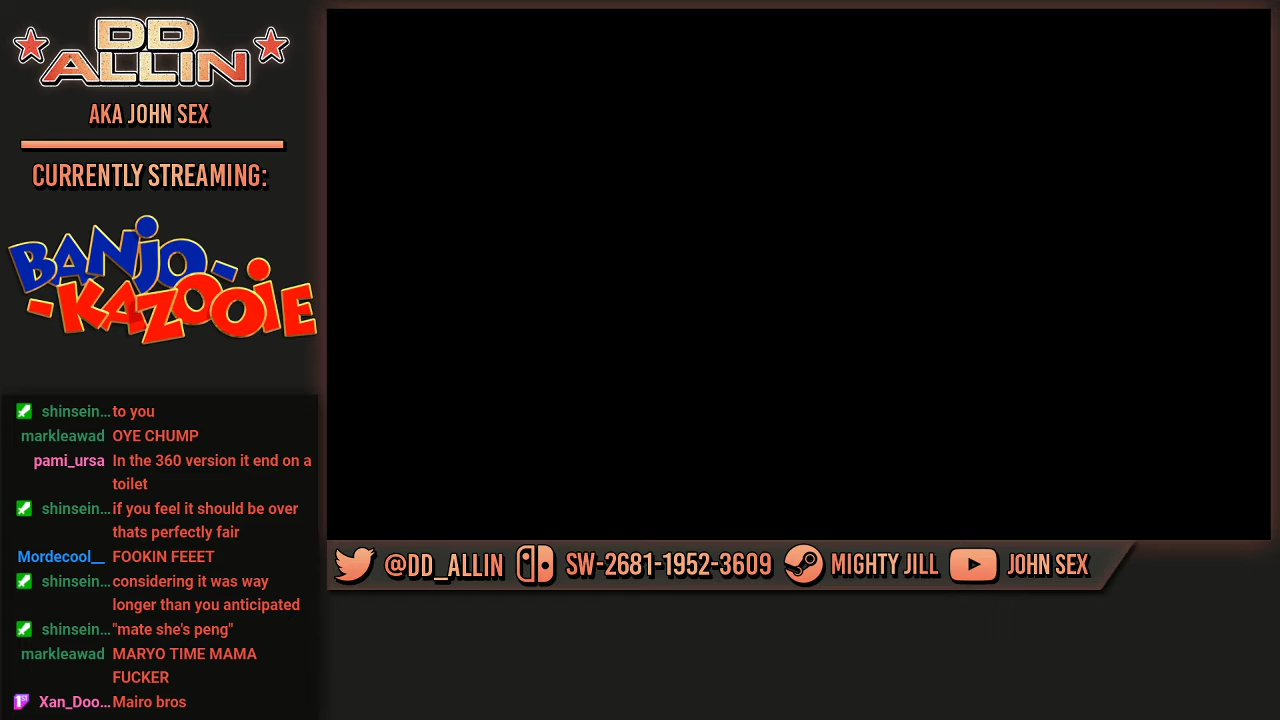 DD
ALLIN
AKA JOHN SEX
CURRENTLY STREAMING:
BANJO-
-KAZOOIE
shinsein... to you
markleawad OYE CHUMP
pami_ursa In the 360 version it end on a
toilet
shinsein... if you feel it should be over
thats perfectly fair
Mordecool__ FOOKIN FEEET
shinsein... considering it was way
longer than you anticipated
shinsein... "mate she's peng"
markleawad MARYO TIME MAMA
FUCKER
Xan_Doo... Mairo bros
@DD_ALLIN SW-2681-1952-3609 MIGHTY JILL JOHN SEX